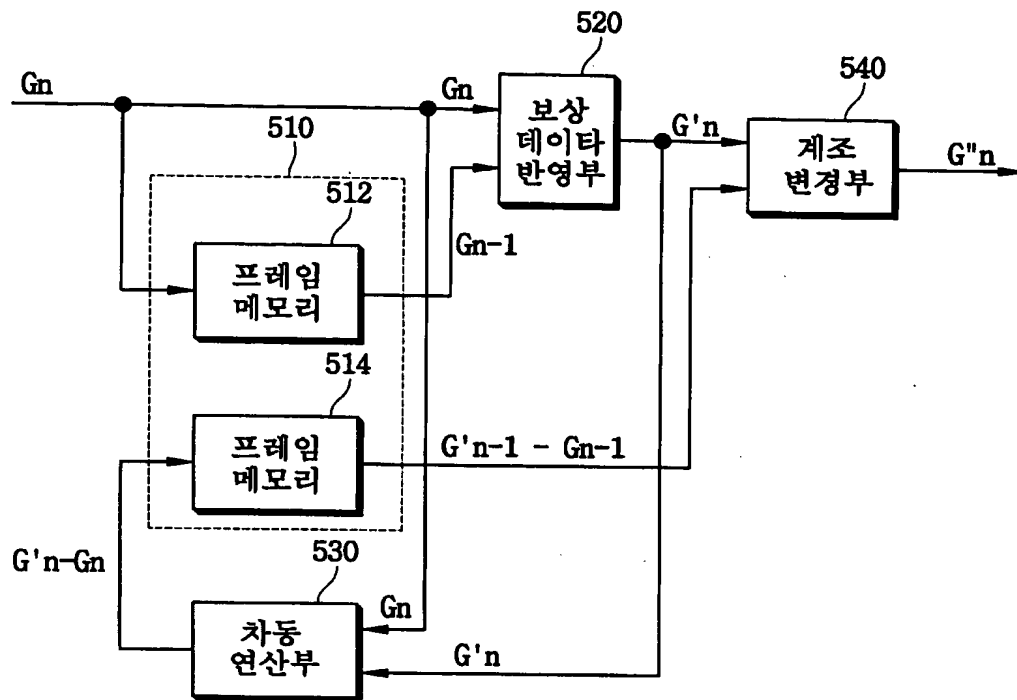 520
540
Gn
Gn
보상
데이타
반영부
G'n
계조
변경부
G"n
510
512
프레임
메모리
Gn-1
514
프레임
메모리
G'n-1 - Gn-1
G'n-Gn
530
차동
연산부
Gn
G'n